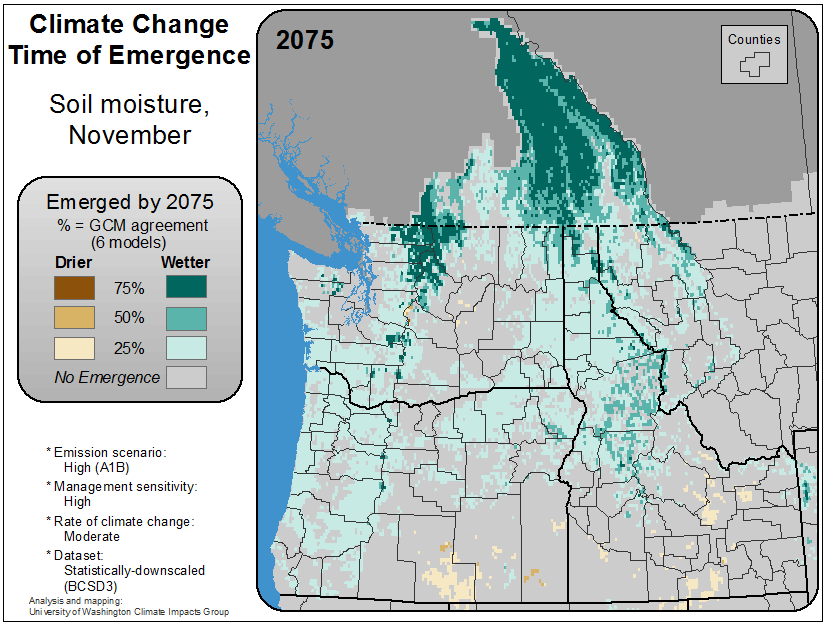 Climate Change
Time of Emergence
Soil moisture,
November
Emerged by 2075
% = GCM agreement
(6 models)
Drier Wetter
75%
50%
25%
No Emergence
* Emission scenario:
High (A1B)
* Management sensitivity:
High
* Rate of climate change:
Moderate
* Dataset:
Statistically-downscaled
(BCSD3)
Analysis and mapping:
University of Washington Climate Impacts Group
2075
Counties